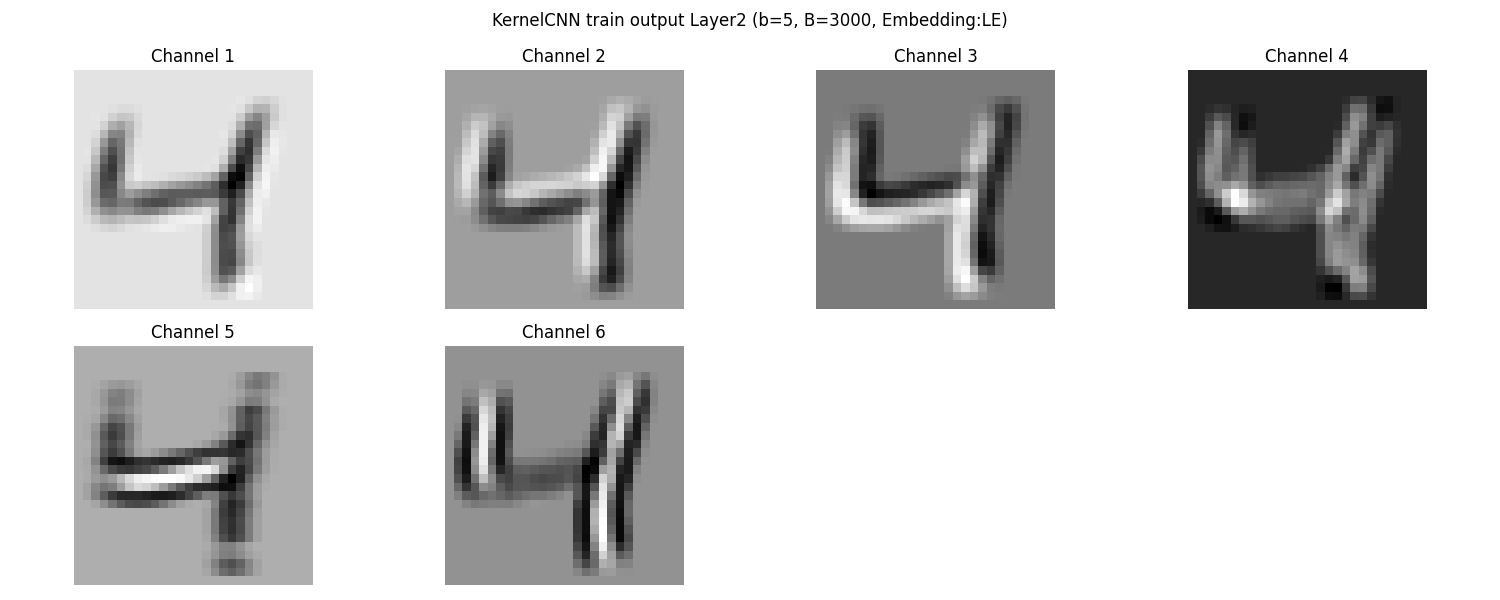 KernelCNN train output Layer2 (b=5, B=3000, Embedding:LE)
Channel 1
Channel 2
Channel 3
Channel 4
Channel 5
Channel 6